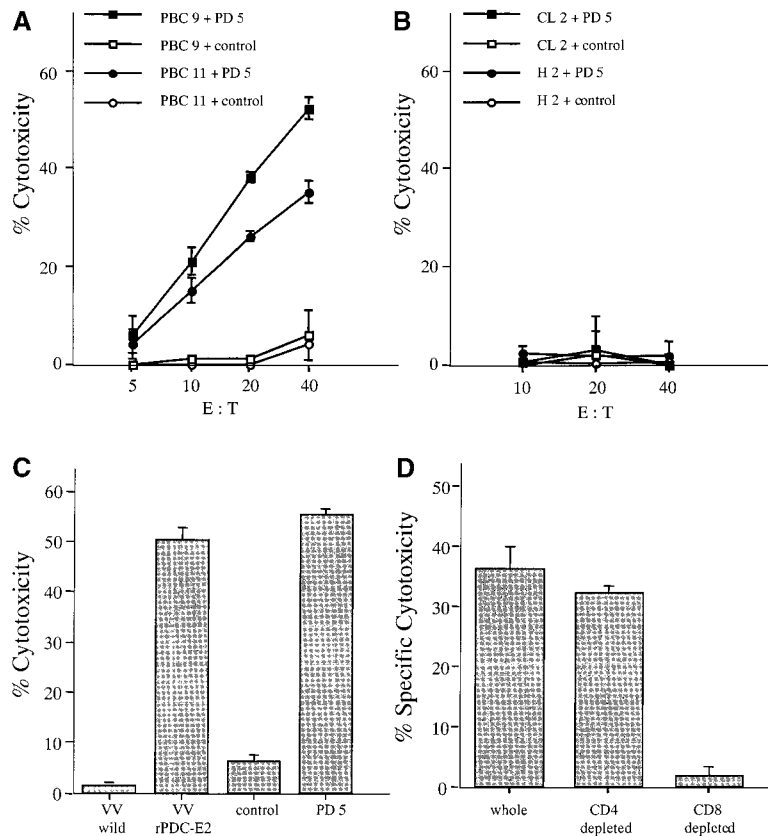 A
PBC 9 + PD 5
PBC 9 + control
PBC 11 + PD 5
PBC 11 + control
% Cytotoxicity
60
40
20
0
5 10 20 40
E : T
B
CL 2 + PD 5
CL 2 + control
H 2 + PD 5
H 2 + control
% Cytotoxicity
60
40
20
0
10 20 40
E : T
C
% Cytotoxicity
60
50
40
30
20
10
0
VV wild
VV rPDC-E2
control
PD 5
D
% Specific Cytotoxicity
50
40
30
20
10
0
whole
CD4 depleted
CD8 depleted